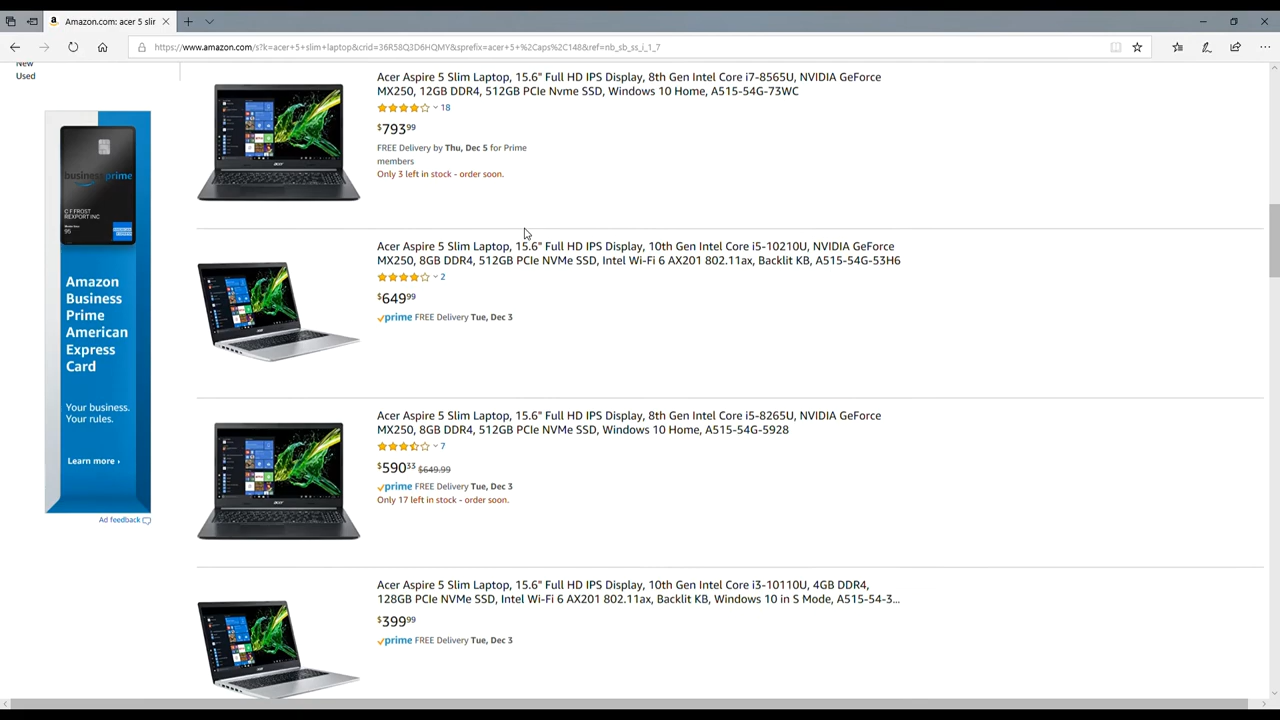 Amazon.com: acer 5 slir
https://www.amazon.com/s?k=acer+5+slim+laptop&crid=36R58Q3D6HQMY&sprefix=acer+5+%2Caps%2C148&ref=nb_sb_ss_i_1_7
New
Used
business prime
C F FROST
REXPORT INC
95
Amazon
Business
Prime
American
Express
Card
Your business.
Your rules.
Learn more ›
Ad feedback
Acer Aspire 5 Slim Laptop, 15.6" Full HD IPS Display, 8th Gen Intel Core i7-8565U, NVIDIA GeForce
MX250, 12GB DDR4, 512GB PCIe Nvme SSD, Windows 10 Home, A515-54G-73WC
18
$793 99
FREE Delivery by Thu, Dec 5 for Prime
members
Only 3 left in stock - order soon.
Acer Aspire 5 Slim Laptop, 15.6" Full HD IPS Display, 10th Gen Intel Core i5-10210U, NVIDIA GeForce
MX250, 8GB DDR4, 512GB PCIe NVMe SSD, Intel Wi-Fi 6 AX201 802.11ax, Backlit KB, A515-54G-53H6
2
$649 99
prime FREE Delivery Tue, Dec 3
Acer Aspire 5 Slim Laptop, 15.6" Full HD IPS Display, 8th Gen Intel Core i5-8265U, NVIDIA GeForce
MX250, 8GB DDR4, 512GB PCIe NVMe SSD, Windows 10 Home, A515-54G-5928
7
$590 33 $649.99
prime FREE Delivery Tue, Dec 3
Only 17 left in stock - order soon.
Acer Aspire 5 Slim Laptop, 15.6" Full HD IPS Display, 10th Gen Intel Core i3-10110U, 4GB DDR4,
128GB PCIe NVMe SSD, Intel Wi-Fi 6 AX201 802.11ax, Backlit KB, Windows 10 in S Mode, A515-54-3...
$399 99
prime FREE Delivery Tue, Dec 3